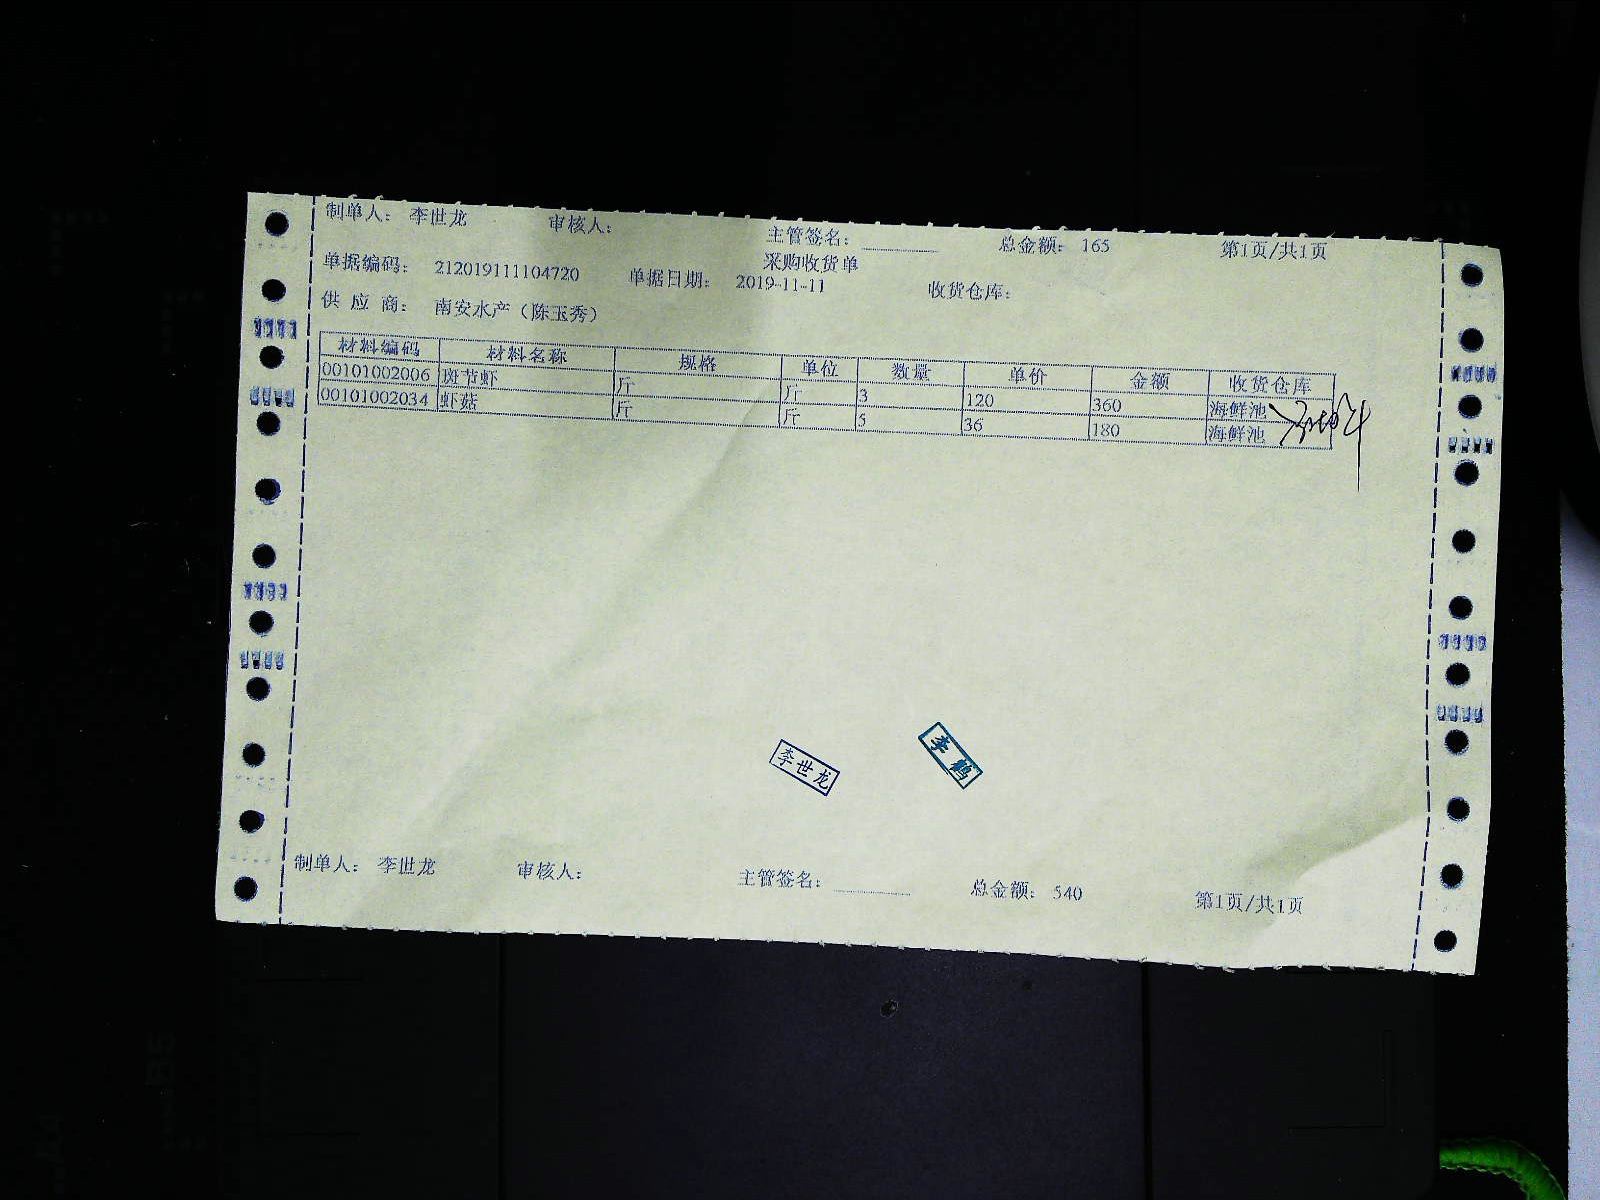 制单人： 李世龙 审核人： 主管签名： 总金额： 165 第1页/共1页
采购收货单
单据编码： 212019111104720 单据日期： 2019-11-11 收货仓库：
供 应 商： 南安水产（陈玉秀）
材料编码 材料名称 规格 单位 数量 单价 金额 收货仓库
00101002006 斑节虾 斤 斤 3 120 360 海鲜池
00101002034 虾菇 斤 斤 5 36 180 海鲜池
李世龙 李鹤
制单人： 李世龙 审核人： 主管签名： 总金额： 540 第1页/共1页